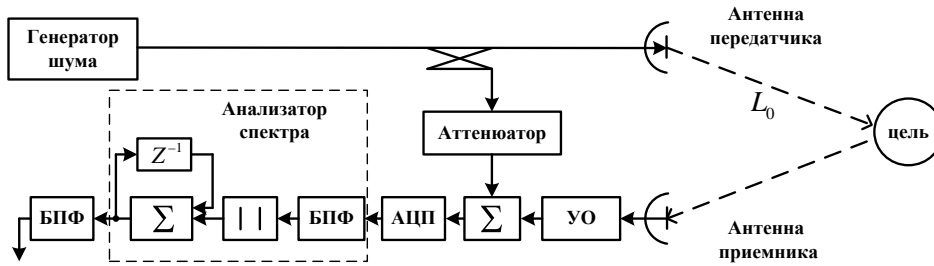 Генератор
шума
Антенна
передатчика
L₀
цель
Аттенюатор
Анализатор
спектра
Z⁻¹
БПФ
Σ
| |
БПФ
АЦП
Σ
УО
Антенна
приемника